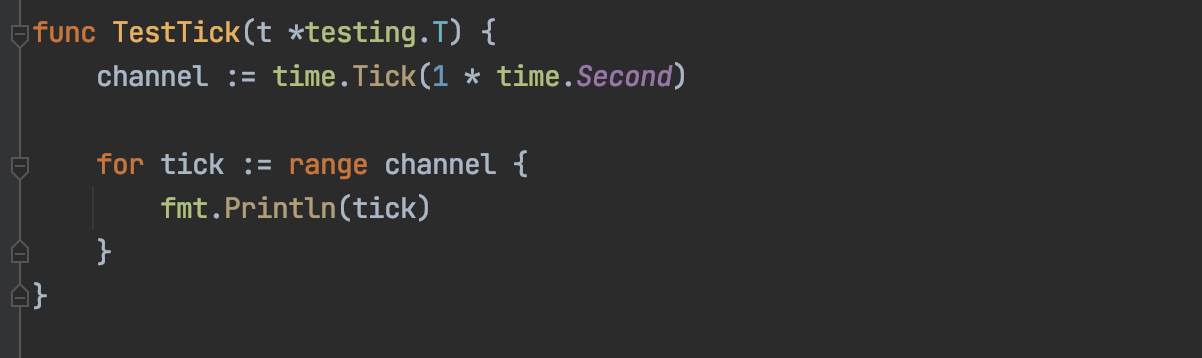 func TestTick(t *testing.T) {
    channel := time.Tick(1 * time.Second)
    for tick := range channel {
        fmt.Println(tick)
    }
}